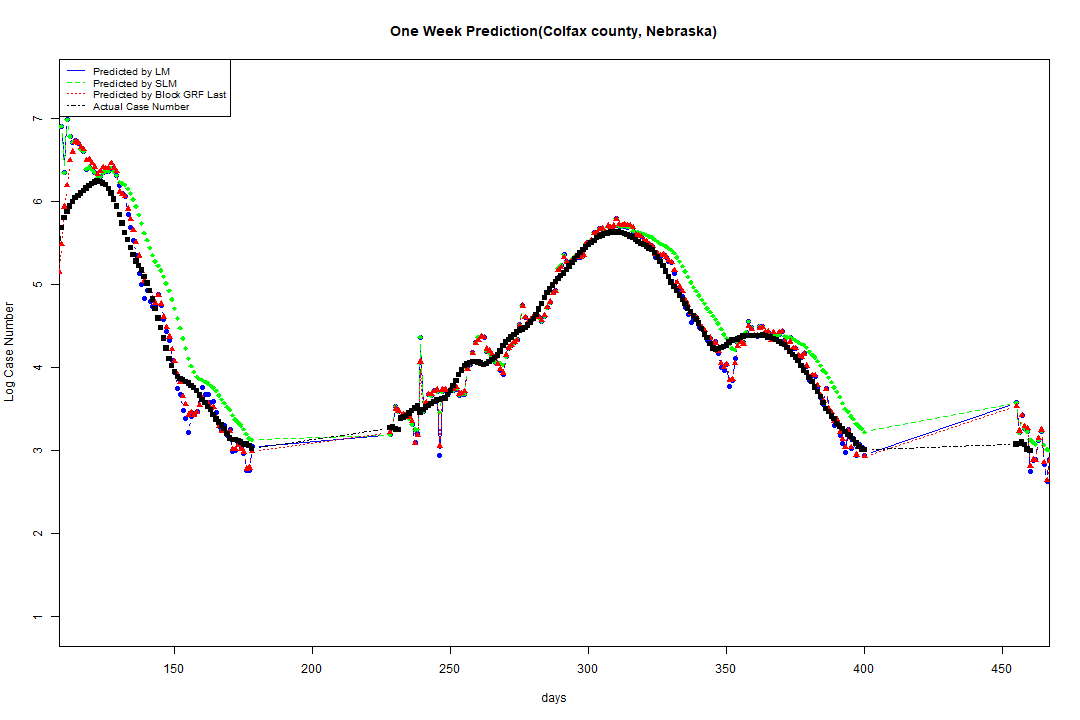 One Week Prediction(Colfax county, Nebraska)
Predicted by LM
Predicted by SLM
Predicted by Block GRF Last
Actual Case Number
7
6
5
4
3
2
1
Log Case Number
150 200 250 300 350 400 450
days